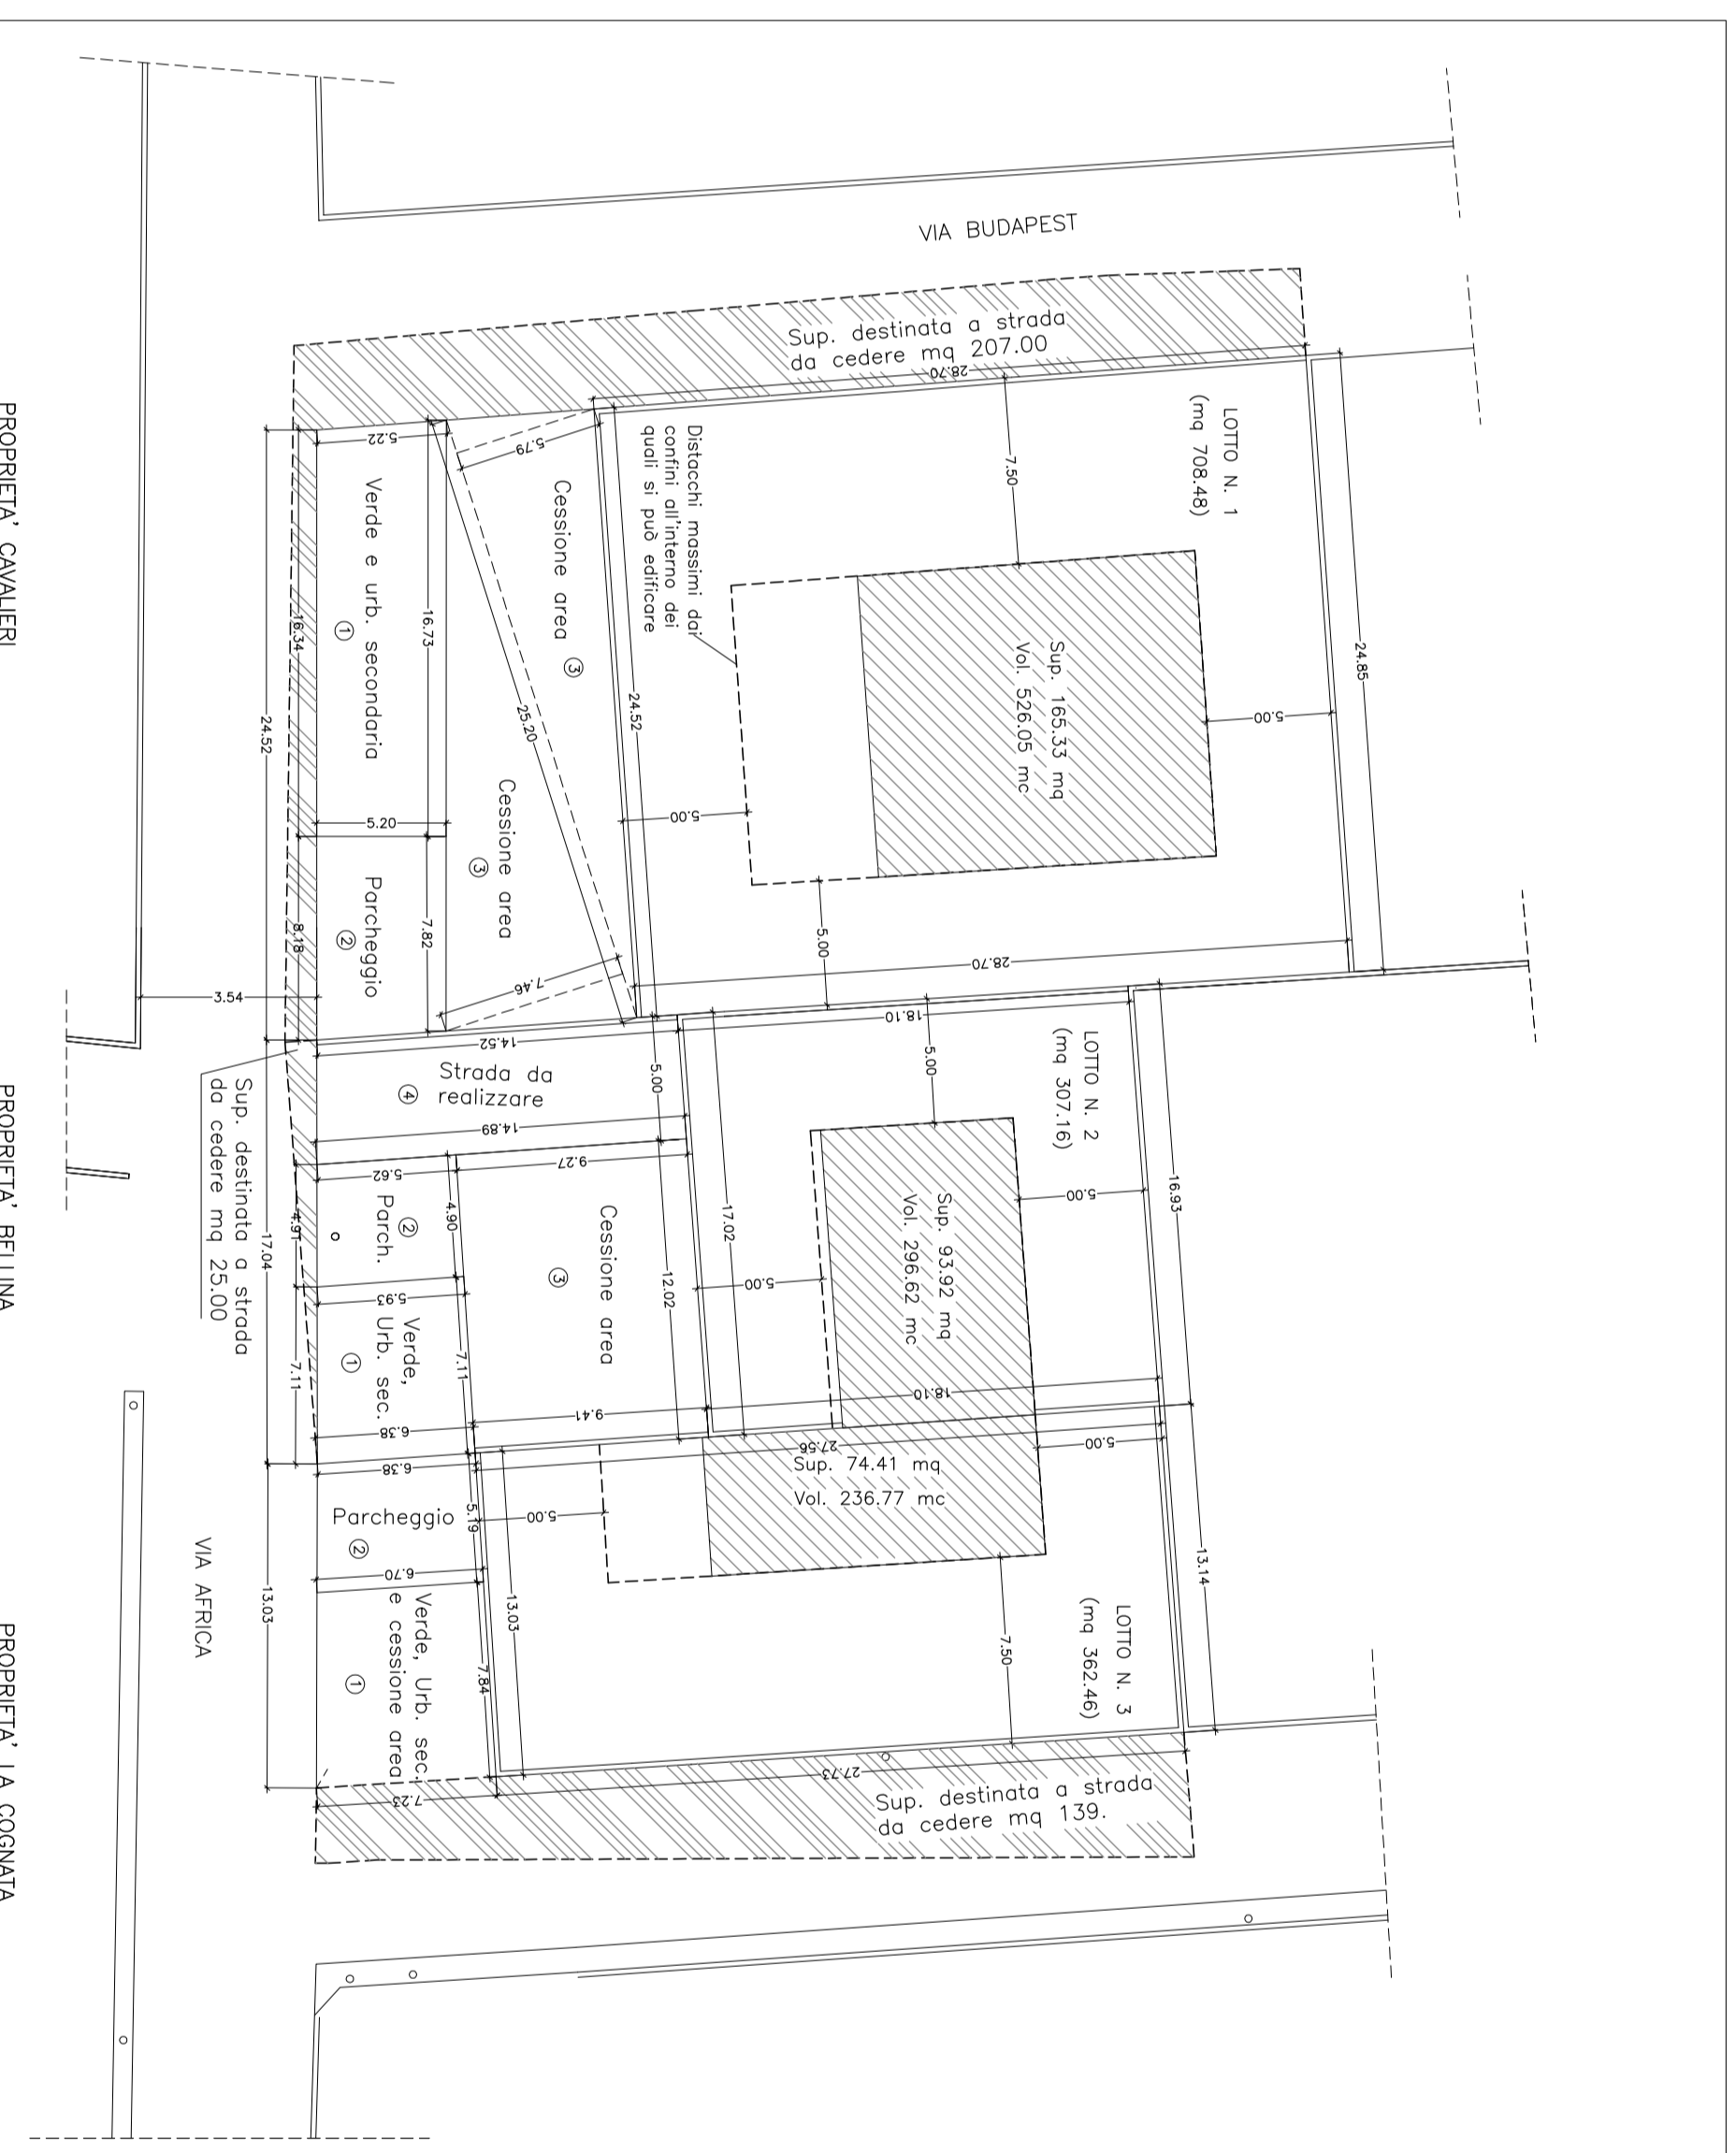 VIA BUDAPEST
Sup. destinata a strada
da cedere mq 207.00
28.70
LOTTO N. 1
(mq 708.48)
7.50
24.85
5.00
Sup. 165.33 mq
Vol. 526.05 mc
Distacchi massimi dai
confini all'interno dei
quali si può edificare
24.52
5.00
5.00
28.70
5.79
Cessione area
3
25.20
Cessione area
3
7.46
5.22
16.73
Verde e urb. secondaria
1
16.34
5.20
24.52
Parcheggio
2
7.82
8.18
3.54
14.52
Strada da
realizzare
4
14.89
5.00
18.10
LOTTO N. 2
(mq 307.16)
5.00
16.93
5.00
Sup. 93.92 mq
Vol. 296.62 mc
17.02
5.00
12.02
18.10
9.27
Cessione area
3
9.41
5.62
4.90
2
Parch.
4.91
5.93
Verde,
Urb. sec.
1
7.11
7.11
6.38
17.04
Sup. destinata a strada
da cedere mq 25.00
27.56
Sup. 74.41 mq
Vol. 236.77 mc
5.00
5.00
13.14
LOTTO N. 3
(mq 362.46)
7.50
6.38
Parcheggio
2
5.19
6.70
13.03
Verde, Urb. sec.
e cessione area
1
7.84
7.23
13.03
27.73
Sup. destinata a strada
da cedere mq 139.
VIA AFRICA
PROPRIETA' CAVALIERI
PROPRIETA' BELLINA
PROPRIETA' LA COGNATA